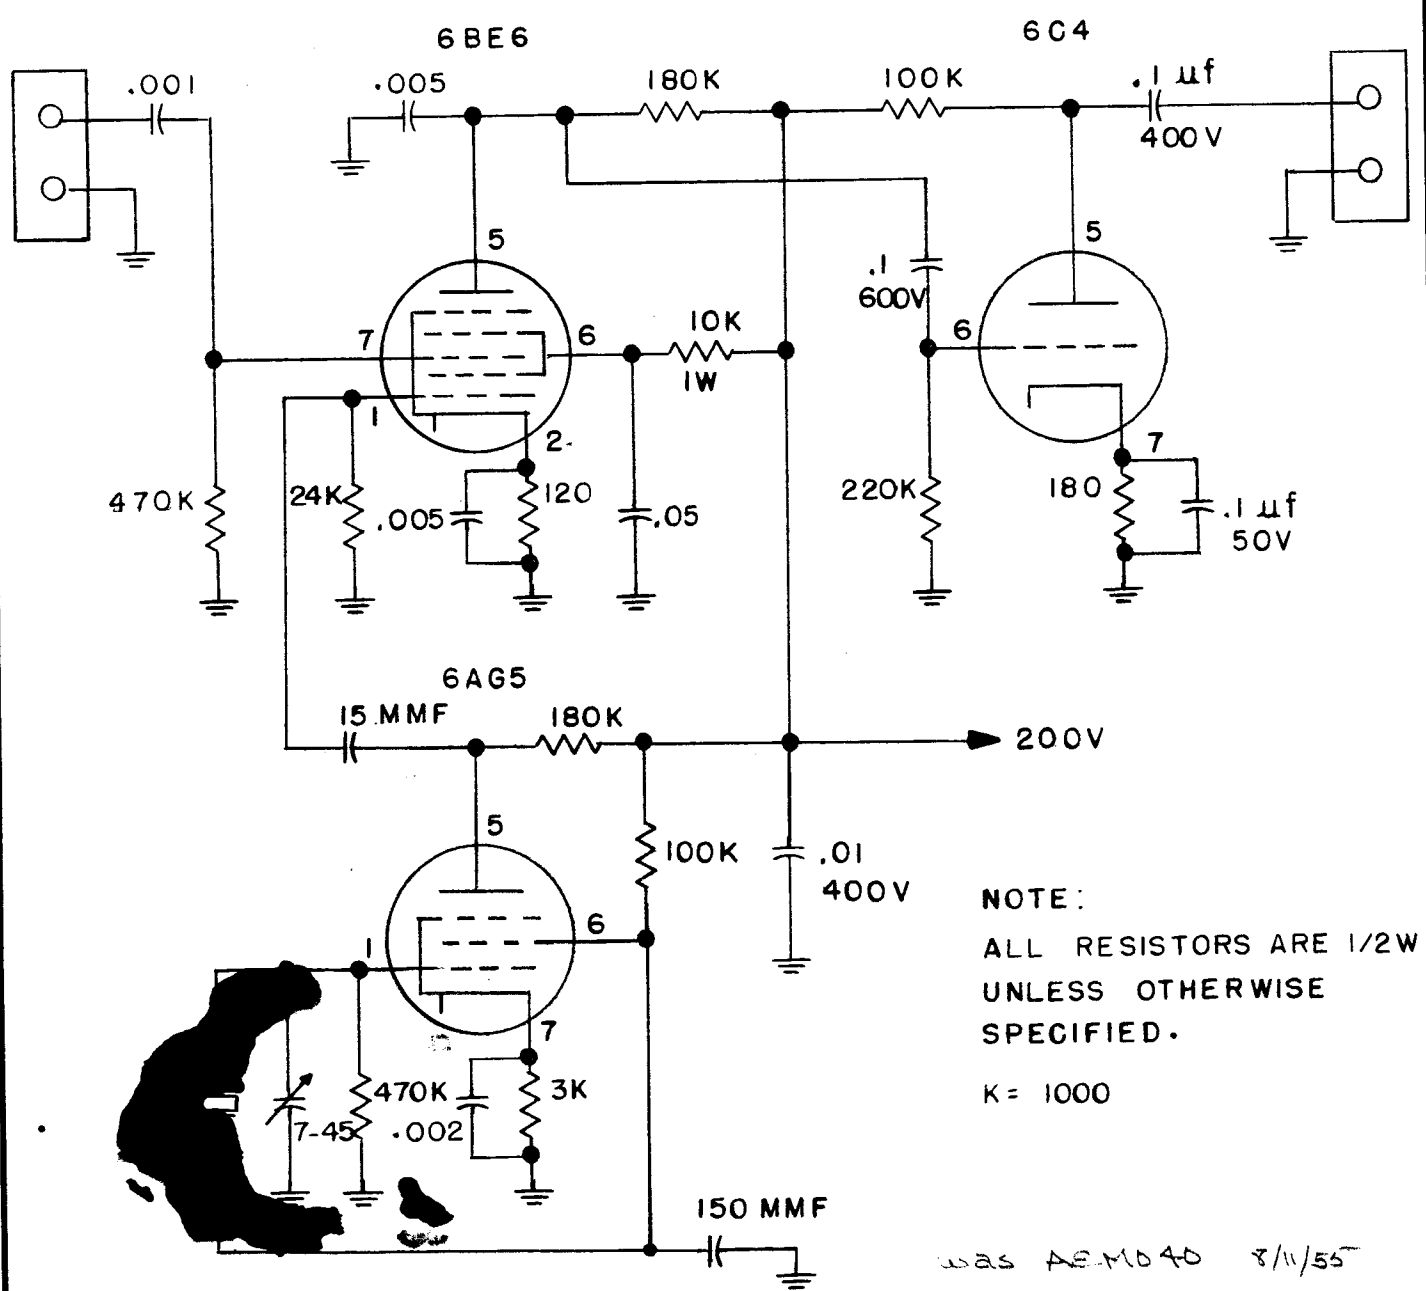 6BE6
6C4
.001
.005
180K
100K
.1 µf
400V
5
5
.1
600V
7
6
10K
1W
6
1
2
7
470K
24K
.005
120
.05
220K
180
.1 µf
50V
6AG5
15 MMF
180K
200V
5
100K
.01
400V
1
6
NOTE:
ALL RESISTORS ARE 1/2W
UNLESS OTHERWISE
SPECIFIED.
K = 1000
7
470K
3K
7-45
.002
150 MMF
was 8/11/55